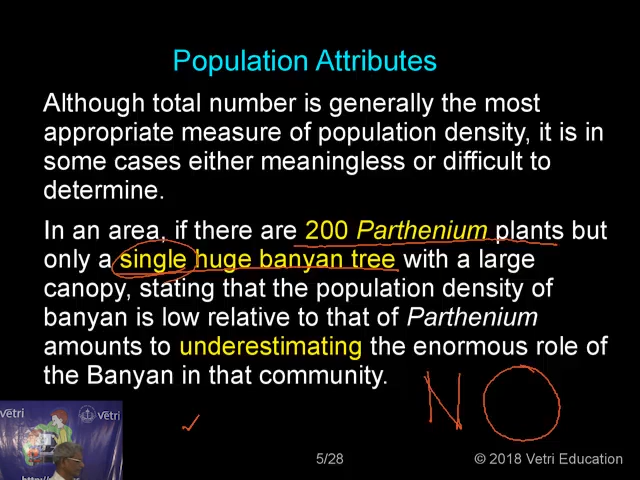 Population Attributes
Although total number is generally the most
appropriate measure of population density, it is in
some cases either meaningless or difficult to
determine.
In an area, if there are 200 Parthenium plants but
only a single huge banyan tree with a large
canopy, stating that the population density of
banyan is low relative to that of Parthenium
amounts to underestimating the enormous role of
the Banyan in that community.
NO
Vetri
Vetri
5/28
© 2018 Vetri Education